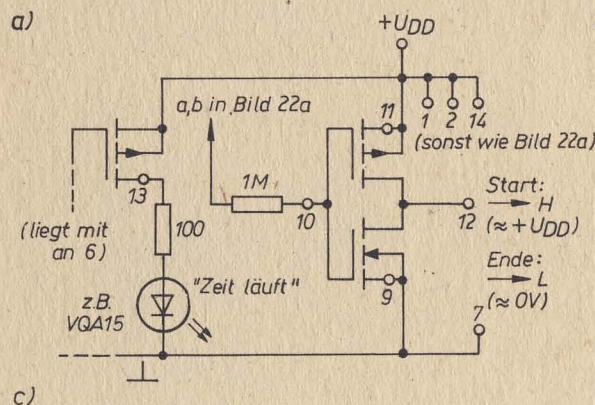 a)
+UDD
a,b in Bild 22a
11
1 2 14
(sonst wie Bild 22a)
13
1M
10
12
Start:
H
(≈ +UDD)
(liegt mit
an 6)
100
Ende:
L
(≈ 0V)
z.B.
VQA15
"Zeit läuft"
9
7
c)